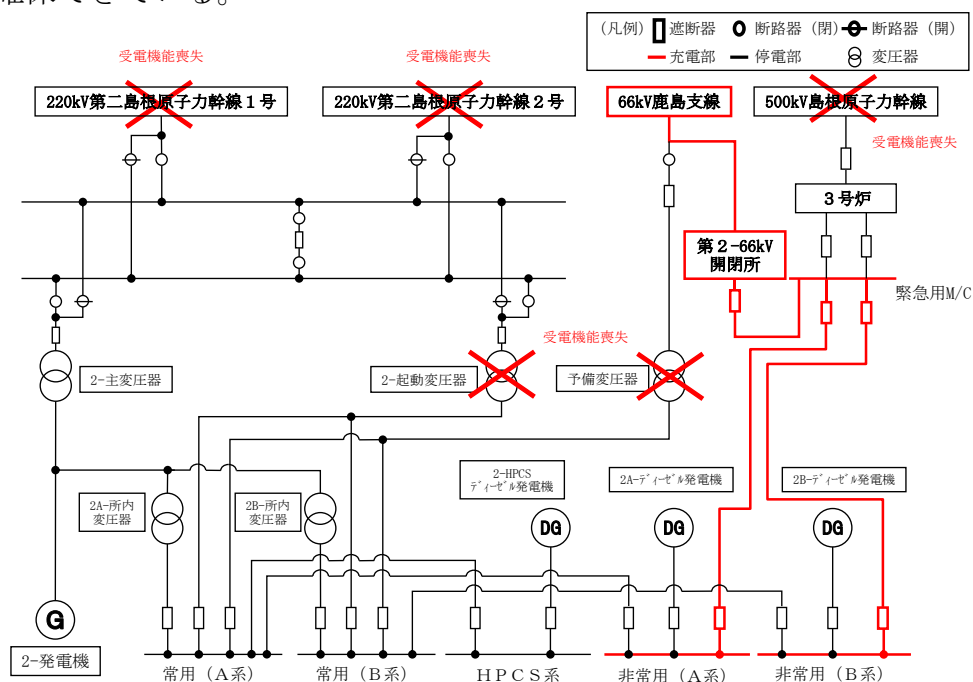 確保できている。
(凡例) 遮断器 断路器（閉） 断路器（開）
充電部 停電部 変圧器
受電機能喪失
受電機能喪失
220kV第二島根原子力幹線１号
220kV第二島根原子力幹線２号
66kV鹿島支線
500kV島根原子力幹線
受電機能喪失
３号炉
第２-66kV
開閉所
緊急用M/C
受電機能喪失
2-主変圧器
2-起動変圧器
予備変圧器
2A-所内
変圧器
2B-所内
変圧器
2-HPCS
ﾃﾞｨｰｾﾞﾙ発電機
2A-ﾃﾞｨｰｾﾞﾙ発電機
2B-ﾃﾞｨｰｾﾞﾙ発電機
DG
DG
DG
G
2-発電機
常用（Ａ系）
常用（Ｂ系）
ＨＰＣＳ系
非常用（Ａ系）
非常用（Ｂ系）